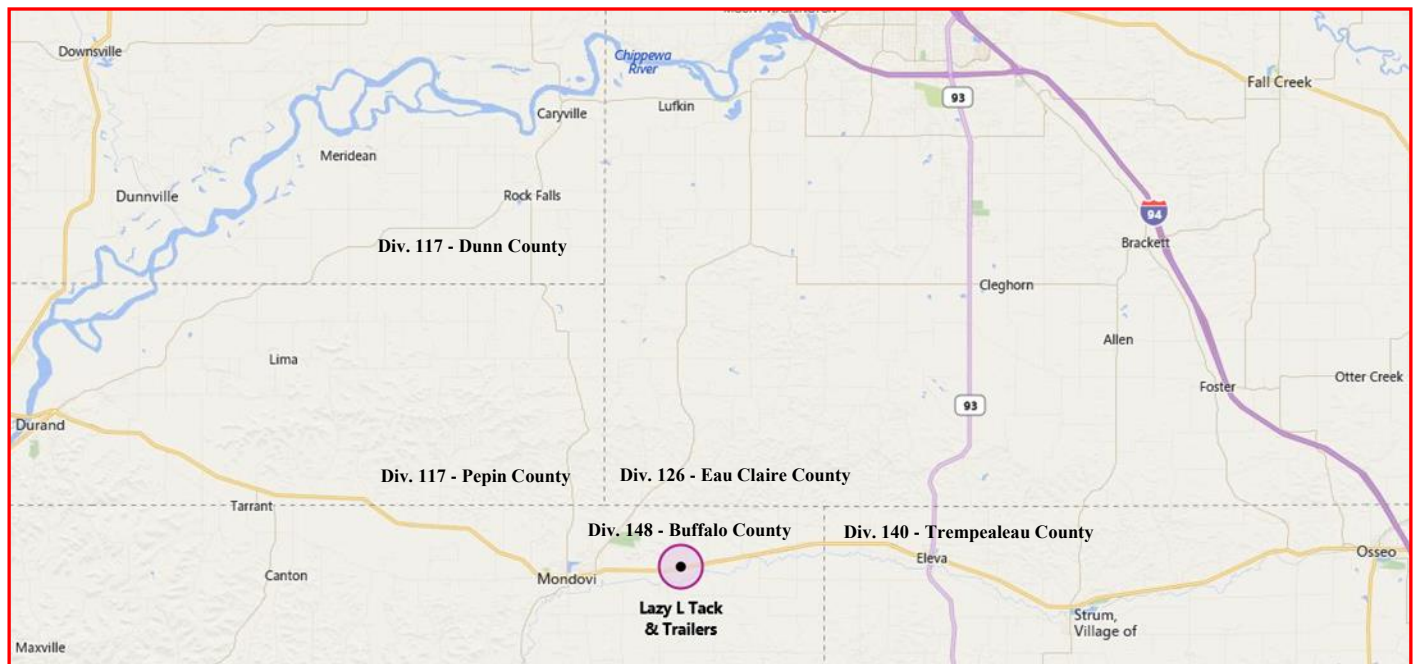 MOUNT WASHINGTON
Downsville
Chippewa
River
Fall Creek
93
Caryville
Lufkin
Meridean
Dunnville
Rock Falls
94
Brackett
Div. 117 - Dunn County
Cleghorn
Allen
Lima
Foster
Otter Creek
93
Durand
Div. 117 - Pepin County
Div. 126 - Eau Claire County
Tarrant
Div. 148 - Buffalo County
Div. 140 - Trempealeau County
Osseo
Eleva
Canton
Mondovi
Lazy L Tack
& Trailers
Strum,
Village of
Maxville